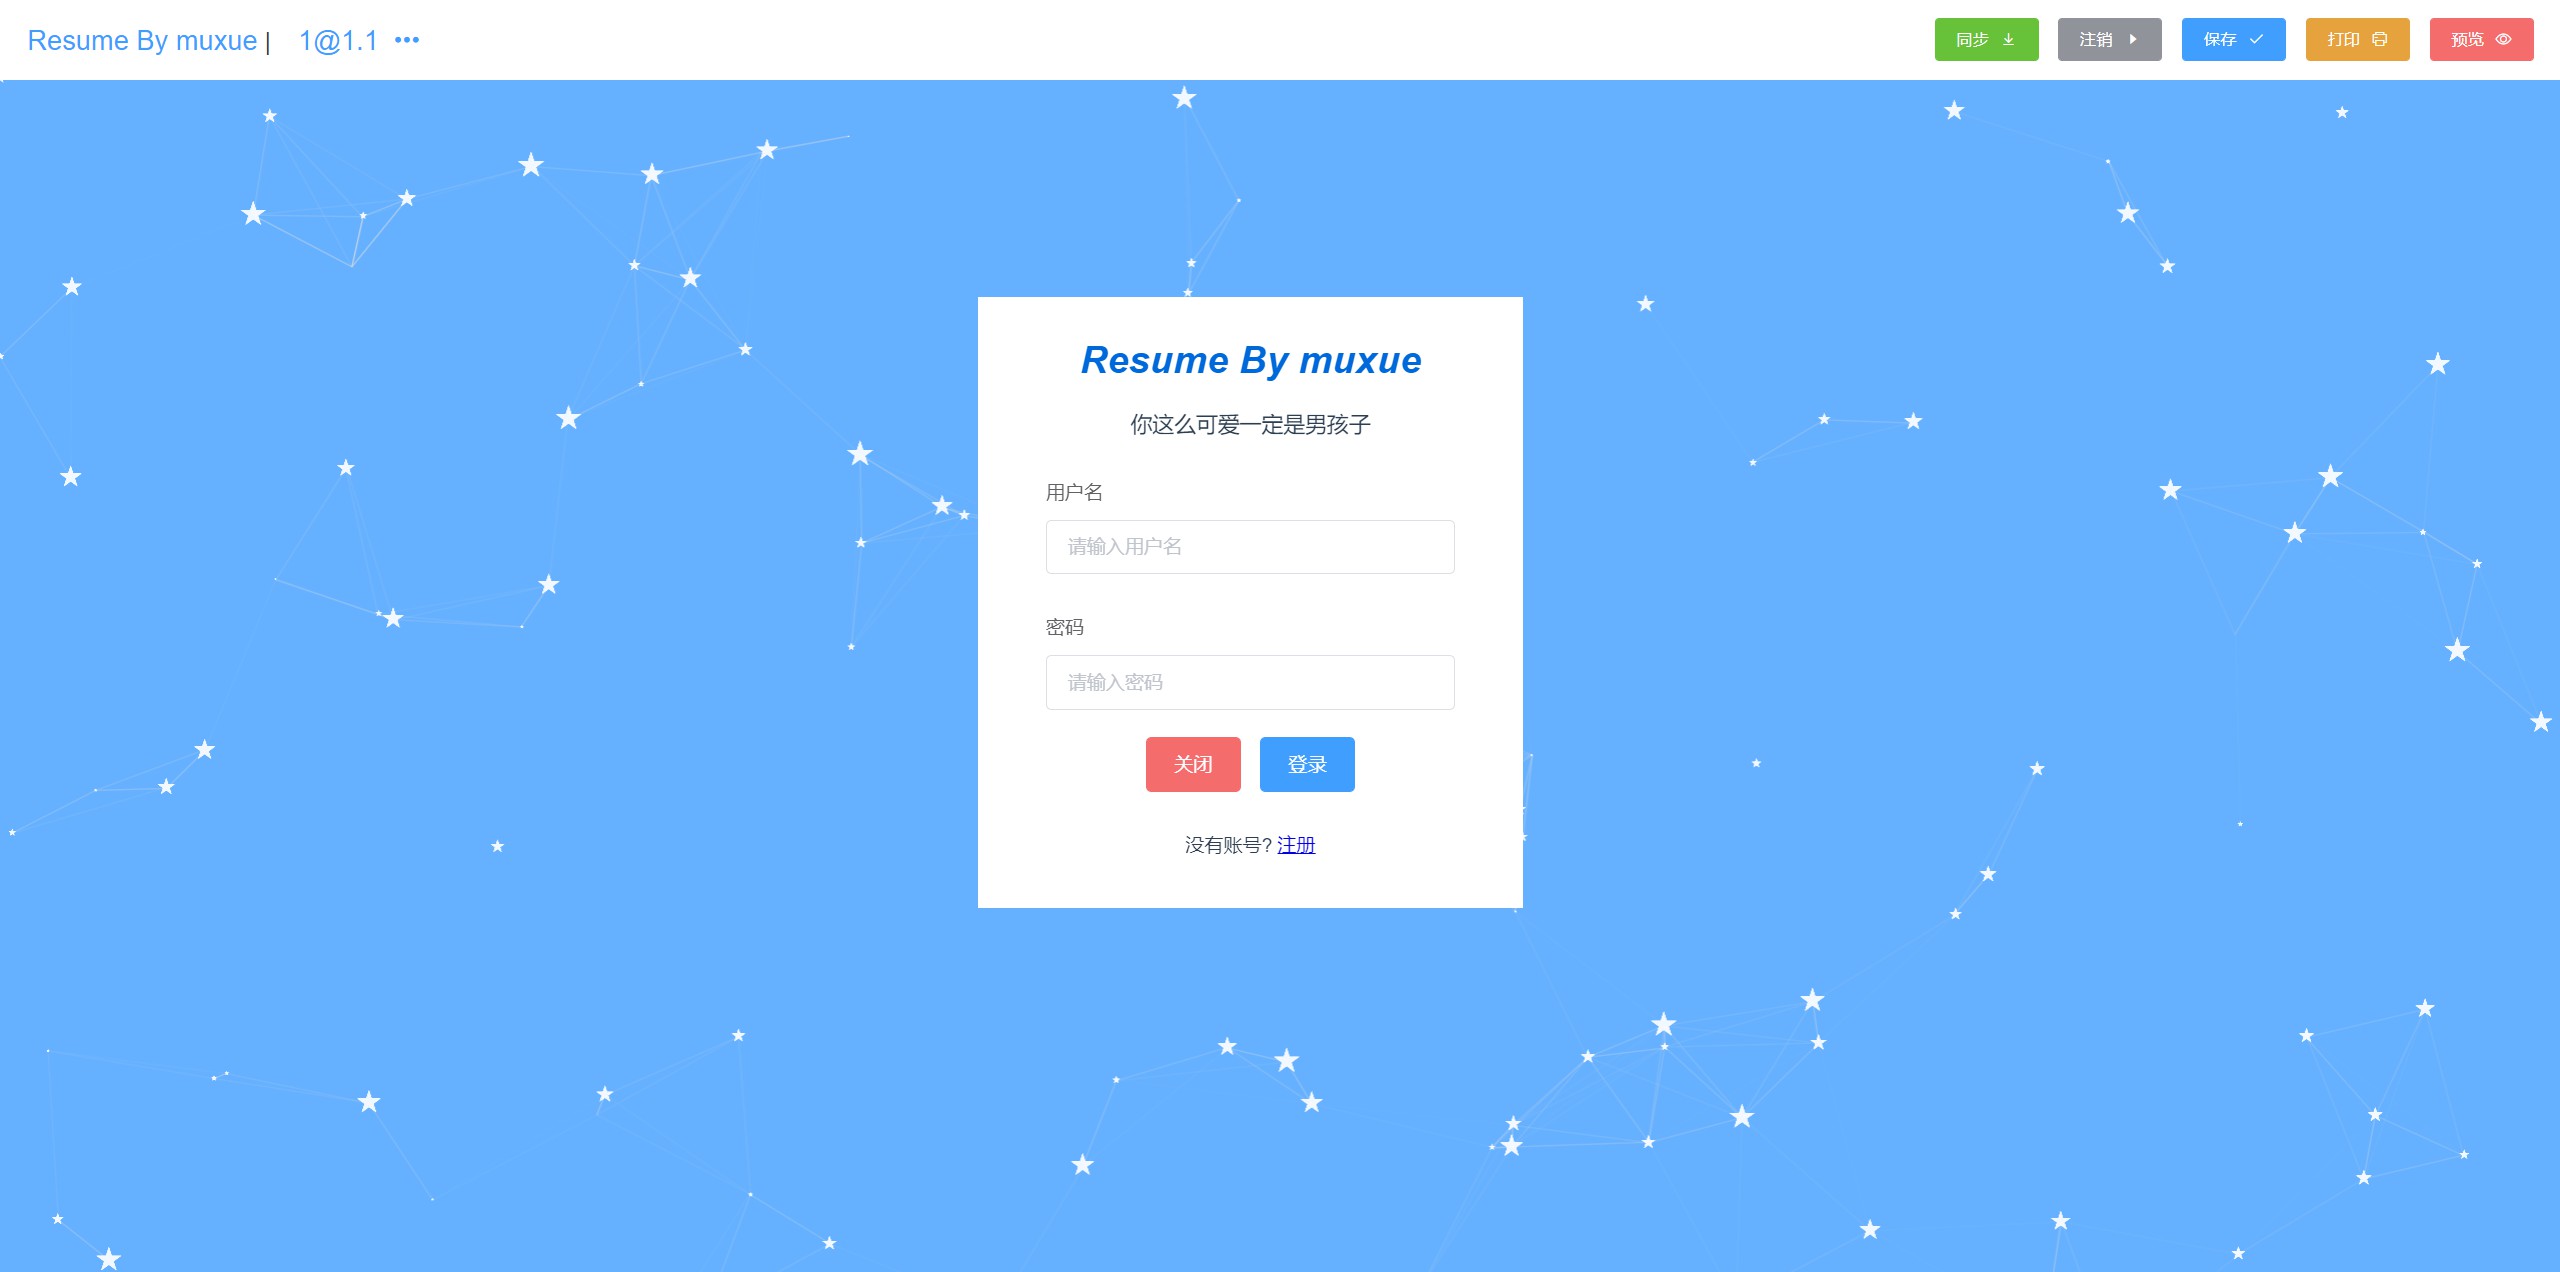 Resume By muxue | 1@1.1 •••
同步 注销 保存 打印 预览
Resume By muxue
你这么可爱一定是男孩子
用户名
请输入用户名
密码
请输入密码
关闭 登录
没有账号? 注册